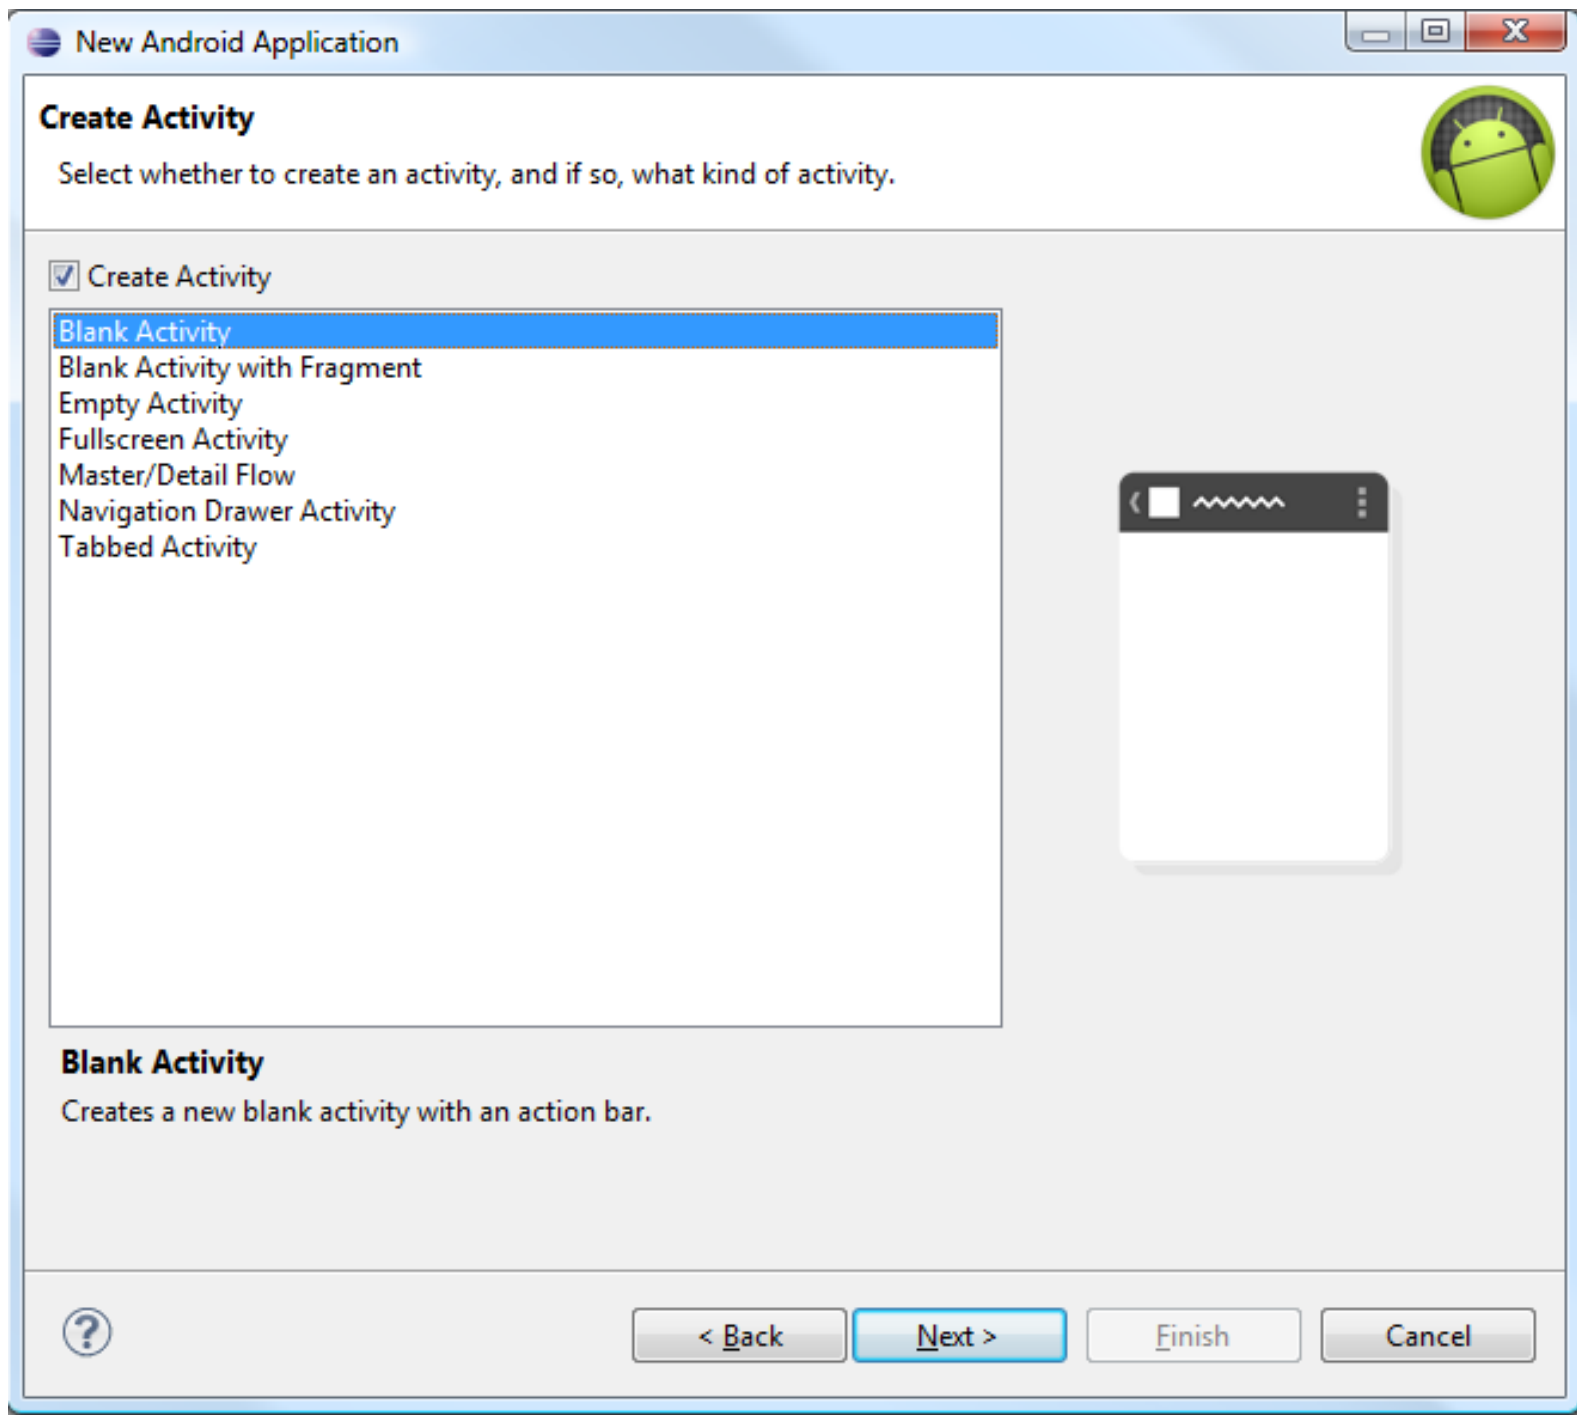 New Android Application
Create Activity
Select whether to create an activity, and if so, what kind of activity.
Create Activity
Blank Activity
Blank Activity with Fragment
Empty Activity
Fullscreen Activity
Master/Detail Flow
Navigation Drawer Activity
Tabbed Activity
Blank Activity
Creates a new blank activity with an action bar.
< Back
Next >
Finish
Cancel